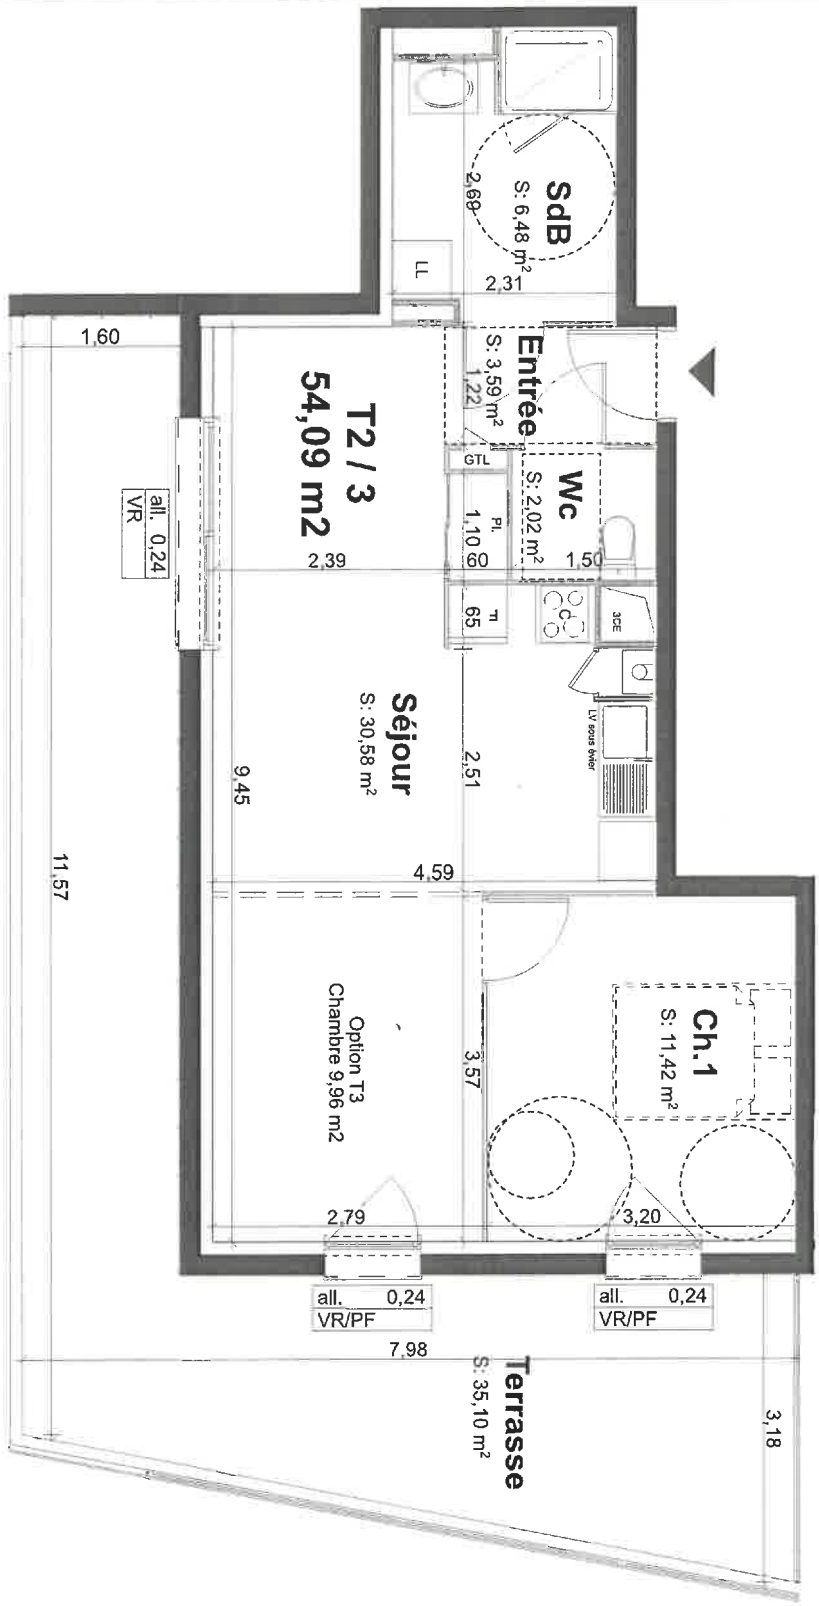 SdB
S: 6,48 m²
2,69
2,31
LL
Entrée
S: 3,59 m²
1,22
Wc
S: 2,02 m²
1,50
GTL
Pl.
1,10
60
65
T2 / 3
54,09 m2
2,39
1,60
all. 0,24
VR
C
LV sous évier
Séjour
S: 30,58 m²
2,51
9,45
4,59
11,57
Ch.1
S: 11,42 m²
3,57
Option T3
Chambre 9,96 m2
2,79
3,20
all. 0,24
VR/PF
all. 0,24
VR/PF
7,98
Terrasse
S: 35,10 m²
3,18